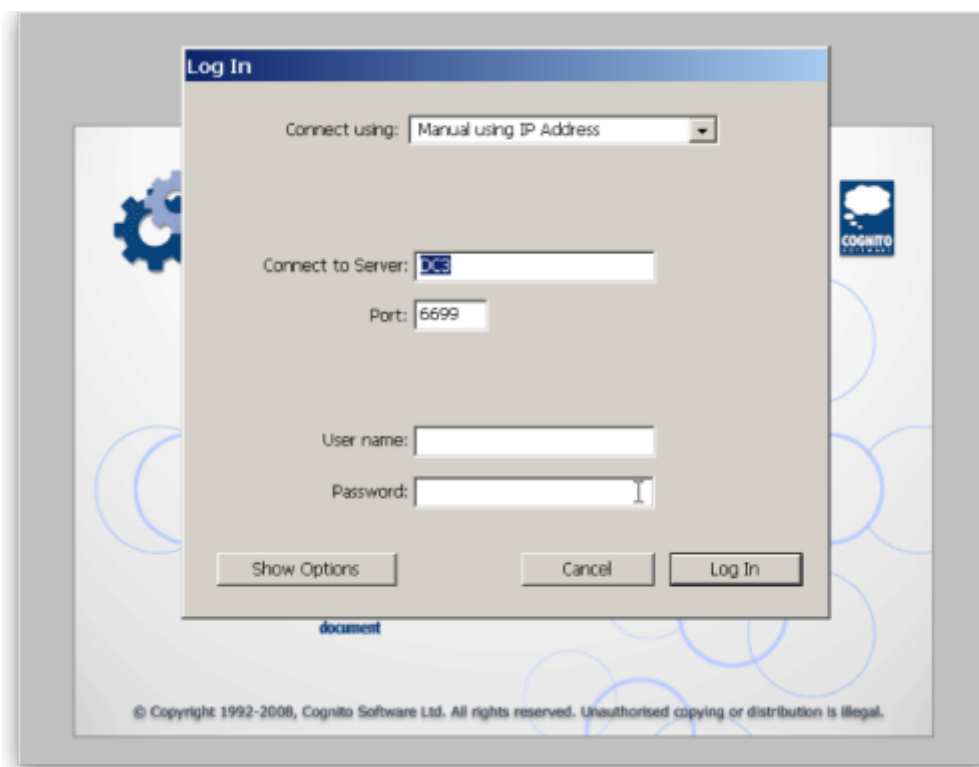 Log In
Connect using: Manual using IP Address
COGNITO
SOFTWARE
Connect to Server: DC3
Port: 6699
User name:
Password:
Show Options Cancel Log In
document
© Copyright 1992-2008, Cognito Software Ltd. All rights reserved. Unauthorised copying or distribution is illegal.